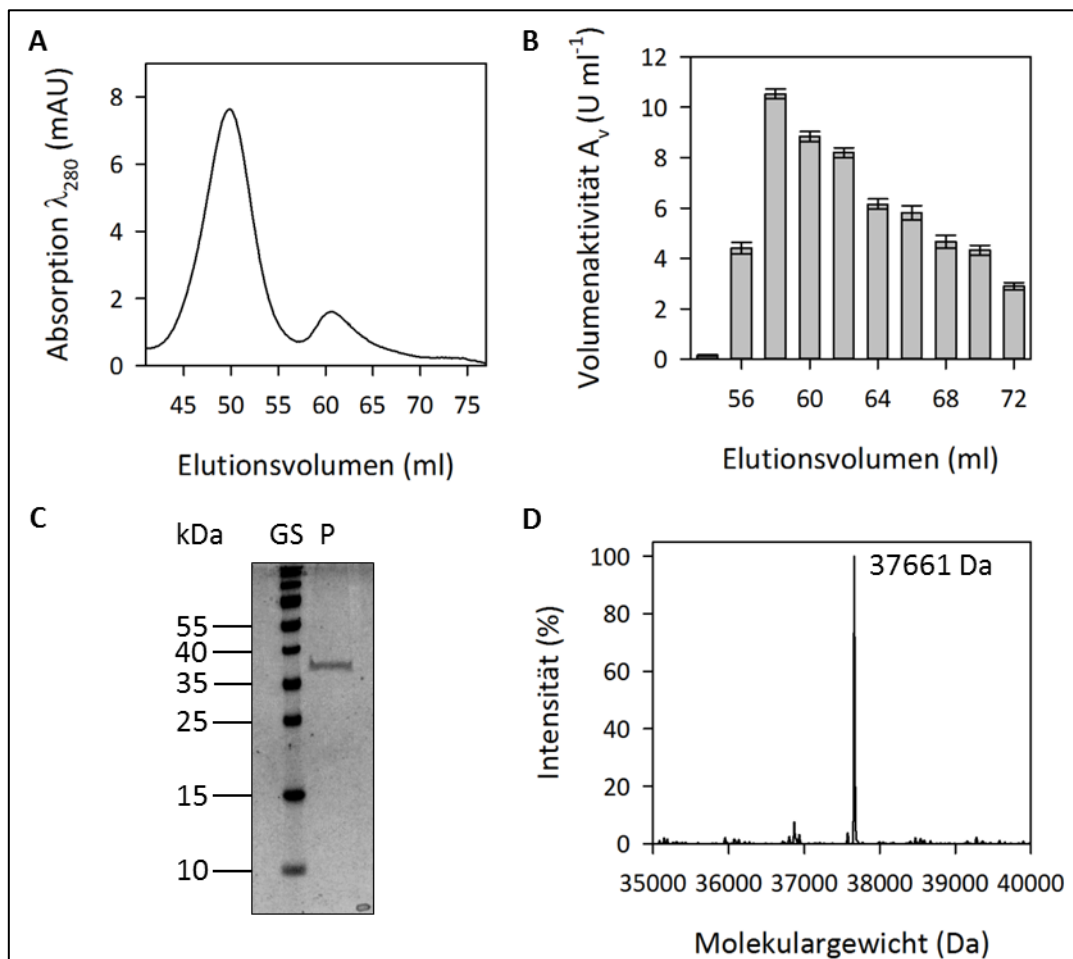 A
Absorption λ280 (mAU)
8
6
4
2
0
45 50 55 60 65 70 75
Elutionsvolumen (ml)
B
Volumenaktivität Av (U ml-1)
12
10
8
6
4
2
0
56 60 64 68 72
Elutionsvolumen (ml)
C
kDa GS P
55
40
35
25
15
10
D
Intensität (%)
100
80
60
40
20
0
37661 Da
35000 36000 37000 38000 39000 40000
Molekulargewicht (Da)